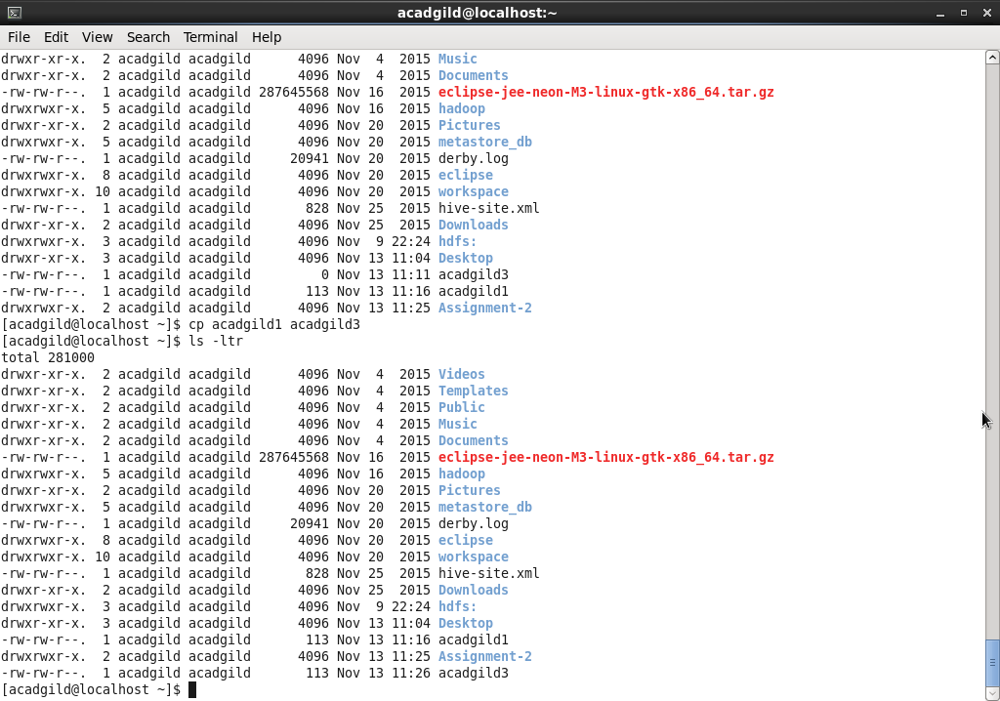 acadgild@localhost:~
File Edit View Search Terminal Help
drwxr-xr-x.  2 acadgild acadgild      4096 Nov  4  2015 Music
drwxr-xr-x.  2 acadgild acadgild      4096 Nov  4  2015 Documents
-rw-rw-r--.  1 acadgild acadgild 287645568 Nov 16  2015 eclipse-jee-neon-M3-linux-gtk-x86_64.tar.gz
drwxrwxr-x.  5 acadgild acadgild      4096 Nov 16  2015 hadoop
drwxr-xr-x.  2 acadgild acadgild      4096 Nov 20  2015 Pictures
drwxrwxr-x.  5 acadgild acadgild      4096 Nov 20  2015 metastore_db
-rw-rw-r--.  1 acadgild acadgild     20941 Nov 20  2015 derby.log
drwxrwxr-x.  8 acadgild acadgild      4096 Nov 20  2015 eclipse
drwxrwxr-x. 10 acadgild acadgild      4096 Nov 20  2015 workspace
-rw-rw-r--.  1 acadgild acadgild       828 Nov 25  2015 hive-site.xml
drwxr-xr-x.  2 acadgild acadgild      4096 Nov 25  2015 Downloads
drwxrwxr-x.  3 acadgild acadgild      4096 Nov  9 22:24 hdfs:
drwxr-xr-x.  3 acadgild acadgild      4096 Nov 13 11:04 Desktop
-rw-rw-r--.  1 acadgild acadgild         0 Nov 13 11:11 acadgild3
-rw-rw-r--.  1 acadgild acadgild       113 Nov 13 11:16 acadgild1
drwxrwxr-x.  2 acadgild acadgild      4096 Nov 13 11:25 Assignment-2
[acadgild@localhost ~]$ cp acadgild1 acadgild3
[acadgild@localhost ~]$ ls -ltr
total 281000
drwxr-xr-x.  2 acadgild acadgild      4096 Nov  4  2015 Videos
drwxr-xr-x.  2 acadgild acadgild      4096 Nov  4  2015 Templates
drwxr-xr-x.  2 acadgild acadgild      4096 Nov  4  2015 Public
drwxr-xr-x.  2 acadgild acadgild      4096 Nov  4  2015 Music
drwxr-xr-x.  2 acadgild acadgild      4096 Nov  4  2015 Documents
-rw-rw-r--.  1 acadgild acadgild 287645568 Nov 16  2015 eclipse-jee-neon-M3-linux-gtk-x86_64.tar.gz
drwxrwxr-x.  5 acadgild acadgild      4096 Nov 16  2015 hadoop
drwxr-xr-x.  2 acadgild acadgild      4096 Nov 20  2015 Pictures
drwxrwxr-x.  5 acadgild acadgild      4096 Nov 20  2015 metastore_db
-rw-rw-r--.  1 acadgild acadgild     20941 Nov 20  2015 derby.log
drwxrwxr-x.  8 acadgild acadgild      4096 Nov 20  2015 eclipse
drwxrwxr-x. 10 acadgild acadgild      4096 Nov 20  2015 workspace
-rw-rw-r--.  1 acadgild acadgild       828 Nov 25  2015 hive-site.xml
drwxr-xr-x.  2 acadgild acadgild      4096 Nov 25  2015 Downloads
drwxrwxr-x.  3 acadgild acadgild      4096 Nov  9 22:24 hdfs:
drwxr-xr-x.  3 acadgild acadgild      4096 Nov 13 11:04 Desktop
-rw-rw-r--.  1 acadgild acadgild       113 Nov 13 11:16 acadgild1
drwxrwxr-x.  2 acadgild acadgild      4096 Nov 13 11:25 Assignment-2
-rw-rw-r--.  1 acadgild acadgild       113 Nov 13 11:26 acadgild3
[acadgild@localhost ~]$